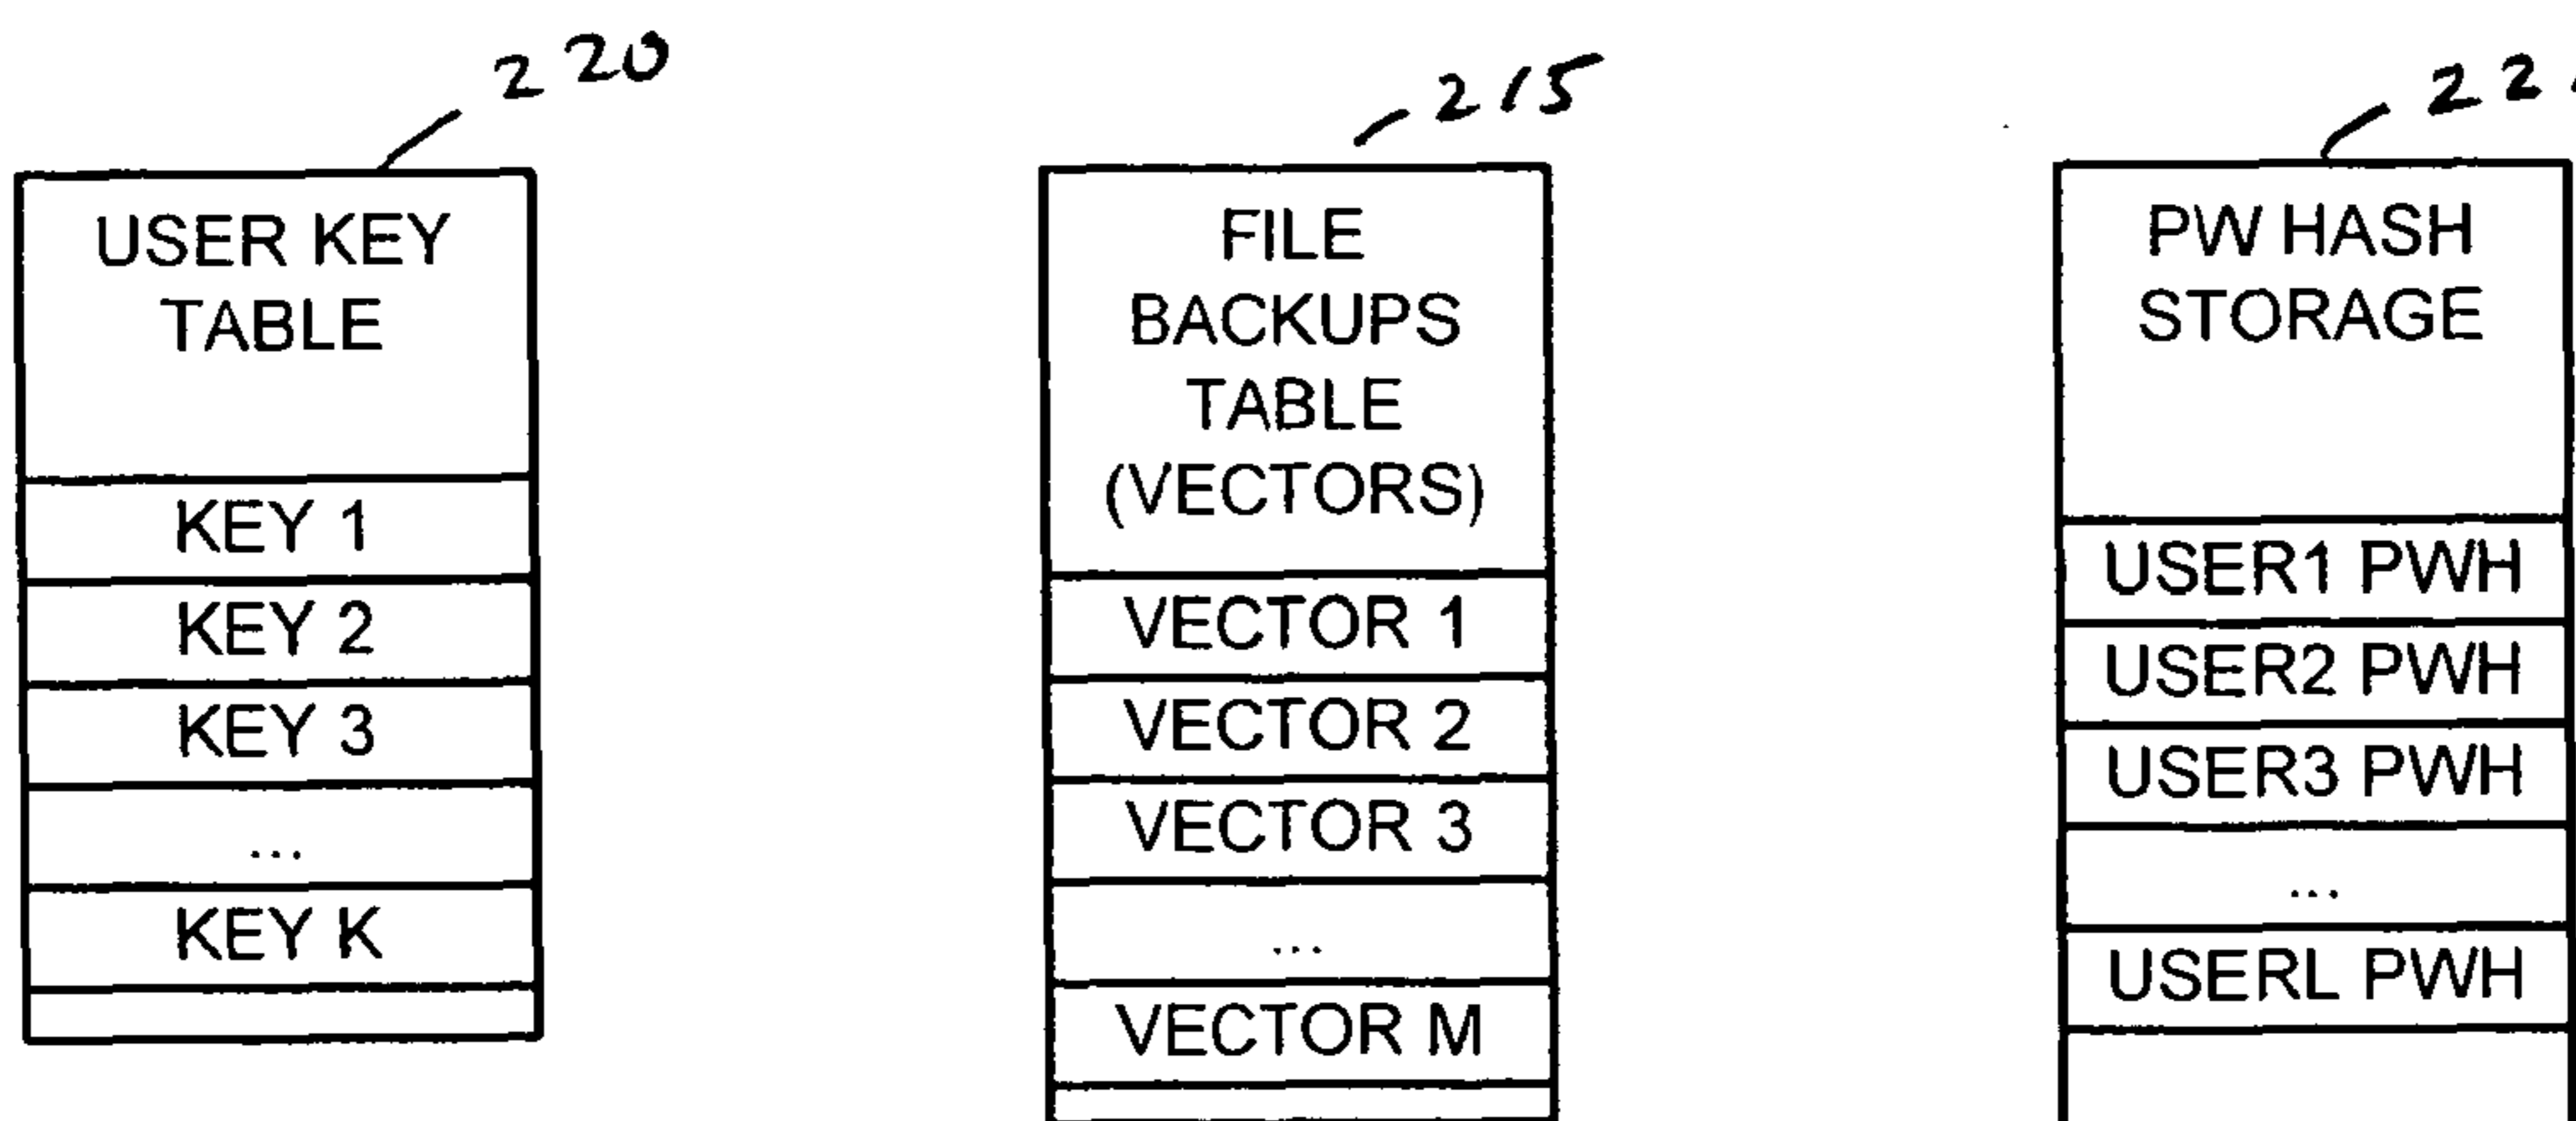 220
USER KEY
TABLE
KEY 1
KEY 2
KEY 3
...
KEY K
215
FILE
BACKUPS
TABLE
(VECTORS)
VECTOR 1
VECTOR 2
VECTOR 3
...
VECTOR M
PW HASH
STORAGE
USER1 PWH
USER2 PWH
USER3 PWH
...
USERL PWH